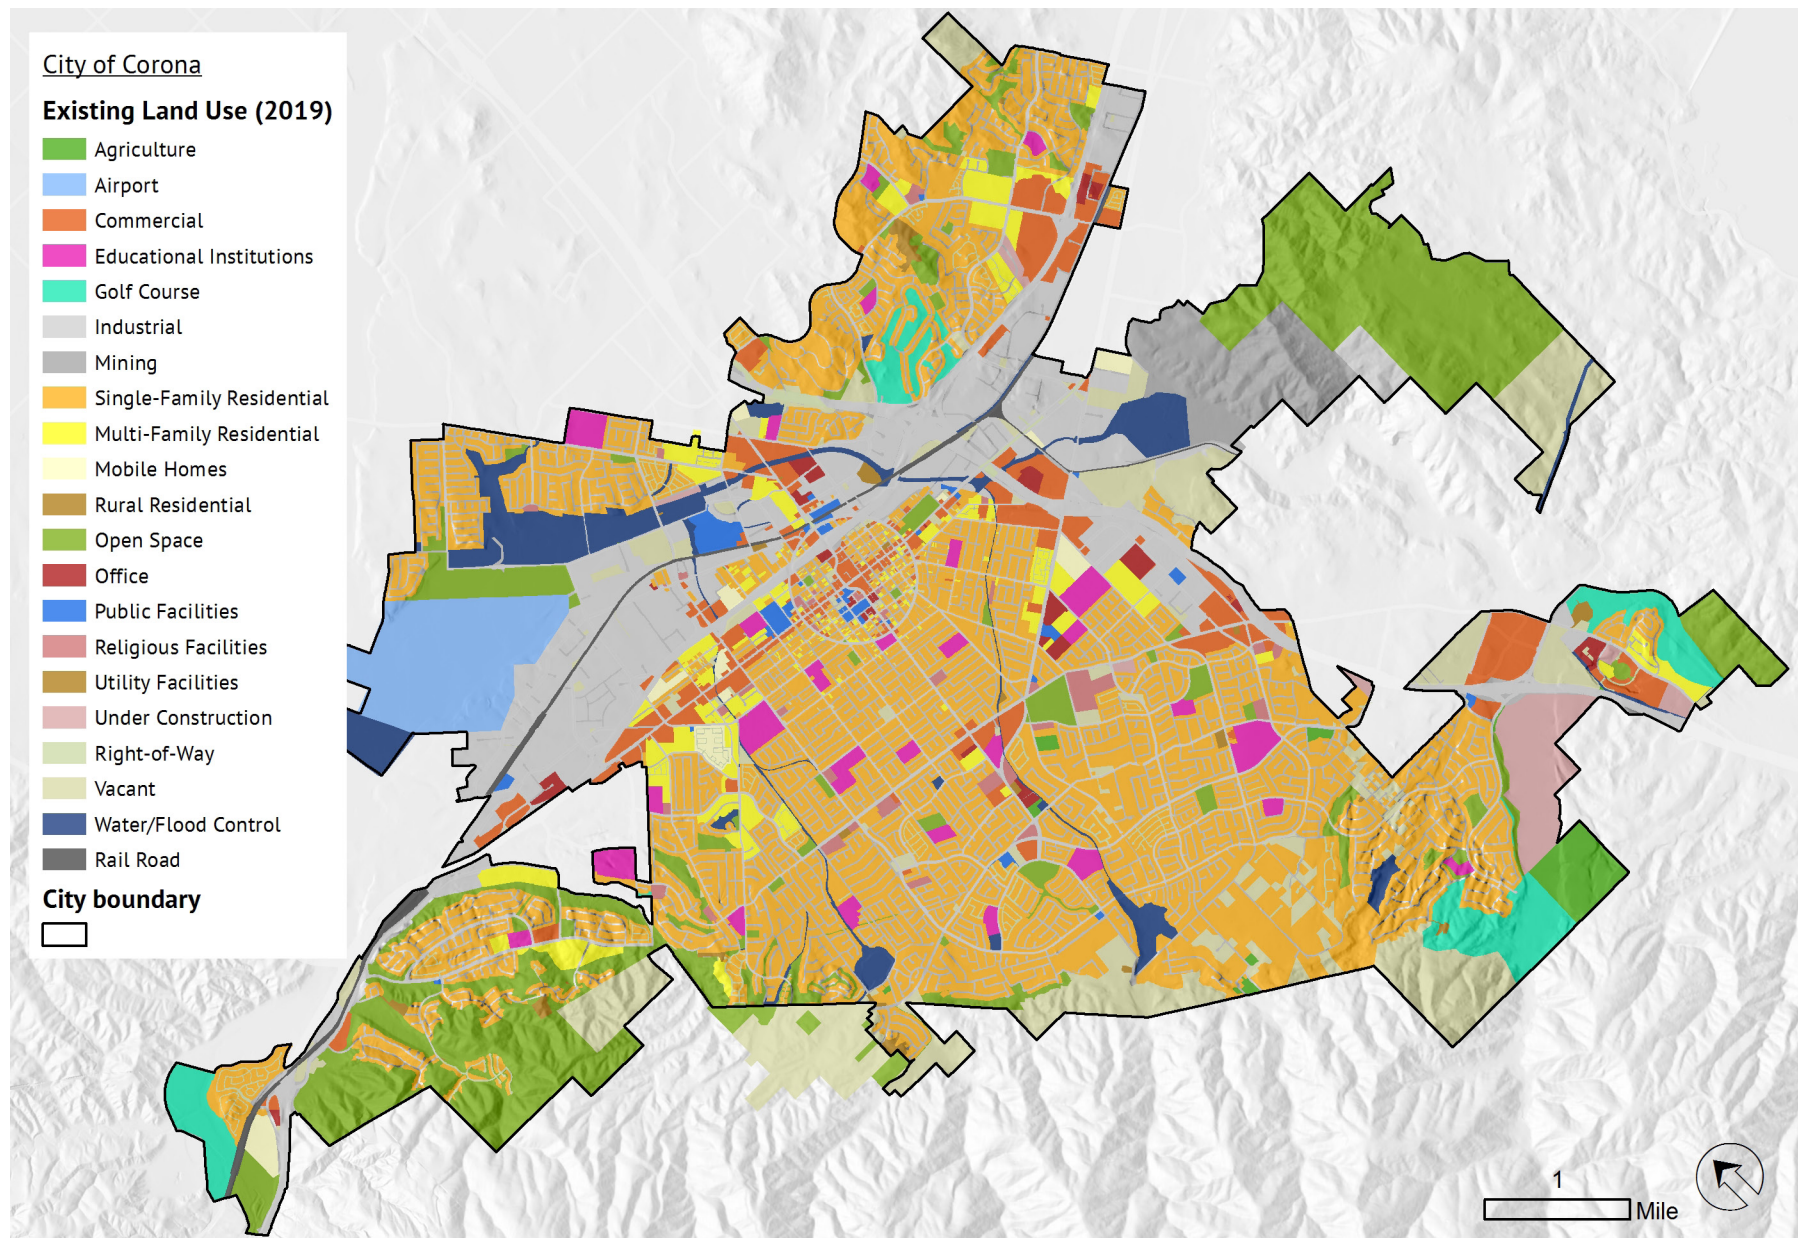 City of Corona
Existing Land Use (2019)
Agriculture
Airport
Commercial
Educational Institutions
Golf Course
Industrial
Mining
Single-Family Residential
Multi-Family Residential
Mobile Homes
Rural Residential
Open Space
Office
Public Facilities
Religious Facilities
Utility Facilities
Under Construction
Right-of-Way
Vacant
Water/Flood Control
Rail Road
City boundary
1
Mile